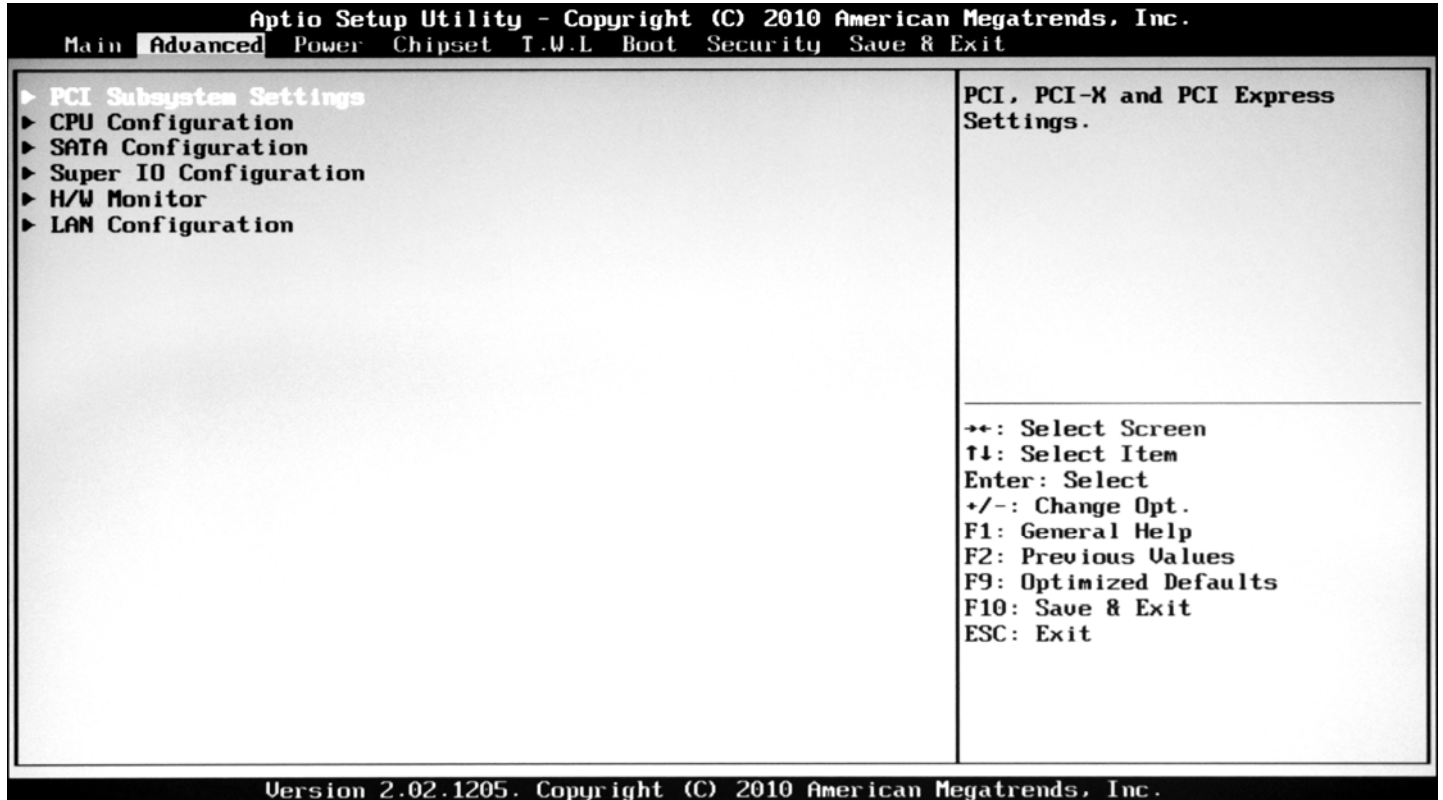 Aptio Setup Utility - Copyright (C) 2010 American Megatrends, Inc.
Main Advanced Power Chipset T.W.L Boot Security Save & Exit
► PCI Subsystem Settings
► CPU Configuration
► SATA Configuration
► Super IO Configuration
► H/W Monitor
► LAN Configuration
PCI, PCI-X and PCI Express
Settings.
→←: Select Screen
↑↓: Select Item
Enter: Select
+/-: Change Opt.
F1: General Help
F2: Previous Values
F9: Optimized Defaults
F10: Save & Exit
ESC: Exit
Version 2.02.1205. Copyright (C) 2010 American Megatrends, Inc.